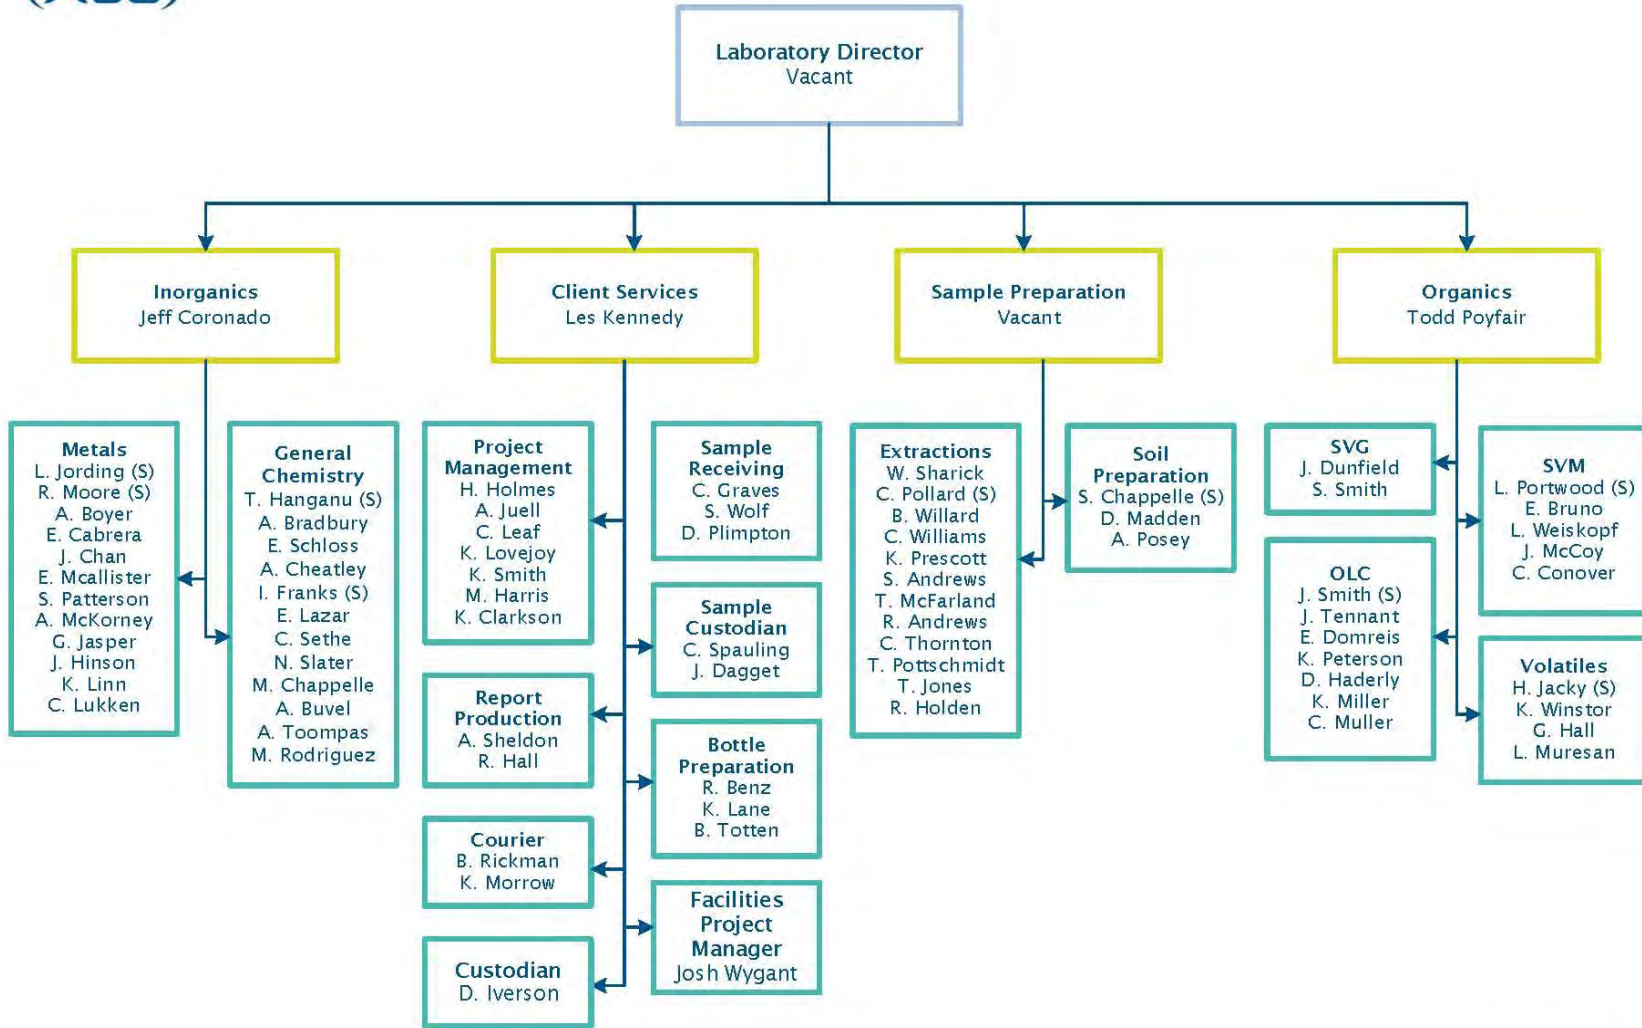 Laboratory Director
Vacant
Inorganics
Jeff Coronado
Client Services
Les Kennedy
Sample Preparation
Vacant
Organics
Todd Poyfair
Metals
L. Jording (S)
R. Moore (S)
A. Boyer
E. Cabrera
J. Chan
E. Mcallister
S. Patterson
A. McKorney
G. Jasper
J. Hinson
K. Linn
C. Lukken
General
Chemistry
T. Hanganu (S)
A. Bradbury
E. Schloss
A. Cheatley
I. Franks (S)
E. Lazar
C. Sethe
N. Slater
M. Chappelle
A. Buvel
A. Toompas
M. Rodriguez
Project
Management
H. Holmes
A. Juell
C. Leaf
K. Lovejoy
K. Smith
M. Harris
K. Clarkson
Report
Production
A. Sheldon
R. Hall
Courier
B. Rickman
K. Morrow
Custodian
D. Iverson
Sample
Receiving
C. Graves
S. Wolf
D. Plimpton
Sample
Custodian
C. Spauling
J. Dagget
Bottle
Preparation
R. Benz
K. Lane
B. Totten
Facilities
Project
Manager
Josh Wygant
Extractions
W. Sharick
C. Pollard (S)
B. Willard
C. Williams
K. Prescott
S. Andrews
T. McFarland
R. Andrews
C. Thornton
T. Pottschmidt
T. Jones
R. Holden
Soil
Preparation
S. Chappelle (S)
D. Madden
A. Posey
SVG
J. Dunfield
S. Smith
OLC
J. Smith (S)
J. Tennant
E. Domreis
K. Peterson
D. Haderly
K. Miller
C. Muller
SVM
L. Portwood (S)
E. Bruno
L. Weiskopf
J. McCoy
C. Conover
Volatiles
H. Jacky (S)
K. Winstor
G. Hall
L. Muresan